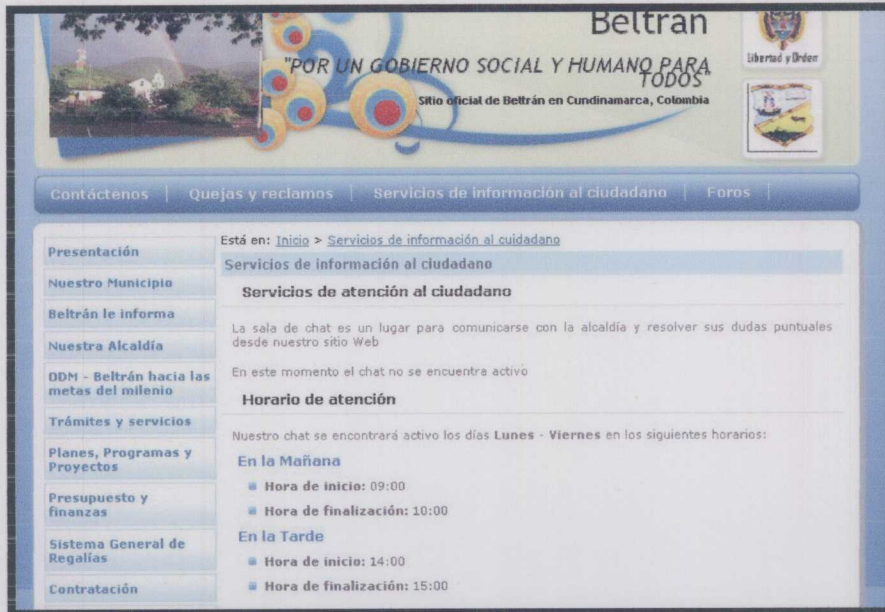 Beltrán
"POR UN GOBIERNO SOCIAL Y HUMANO PARA
TODOS"
Sitio oficial de Beltrán en Cundinamarca, Colombia
Libertad y Orden
Contáctenos | Quejas y reclamos | Servicios de información al ciudadano | Foros |
Presentación
Nuestro Municipio
Beltrán le informa
Nuestra Alcaldía
ODM - Beltrán hacia las
metas del milenio
Trámites y servicios
Planes, Programas y
Proyectos
Presupuesto y
finanzas
Sistema General de
Regalías
Contratación
Está en: Inicio > Servicios de información al cuidadano
Servicios de información al ciudadano
Servicios de atención al ciudadano
La sala de chat es un lugar para comunicarse con la alcaldía y resolver sus dudas puntuales
desde nuestro sitio Web
En este momento el chat no se encuentra activo
Horario de atención
Nuestro chat se encontrará activo los días Lunes - Viernes en los siguientes horarios:
En la Mañana
Hora de inicio: 09:00
Hora de finalización: 10:00
En la Tarde
Hora de inicio: 14:00
Hora de finalización: 15:00